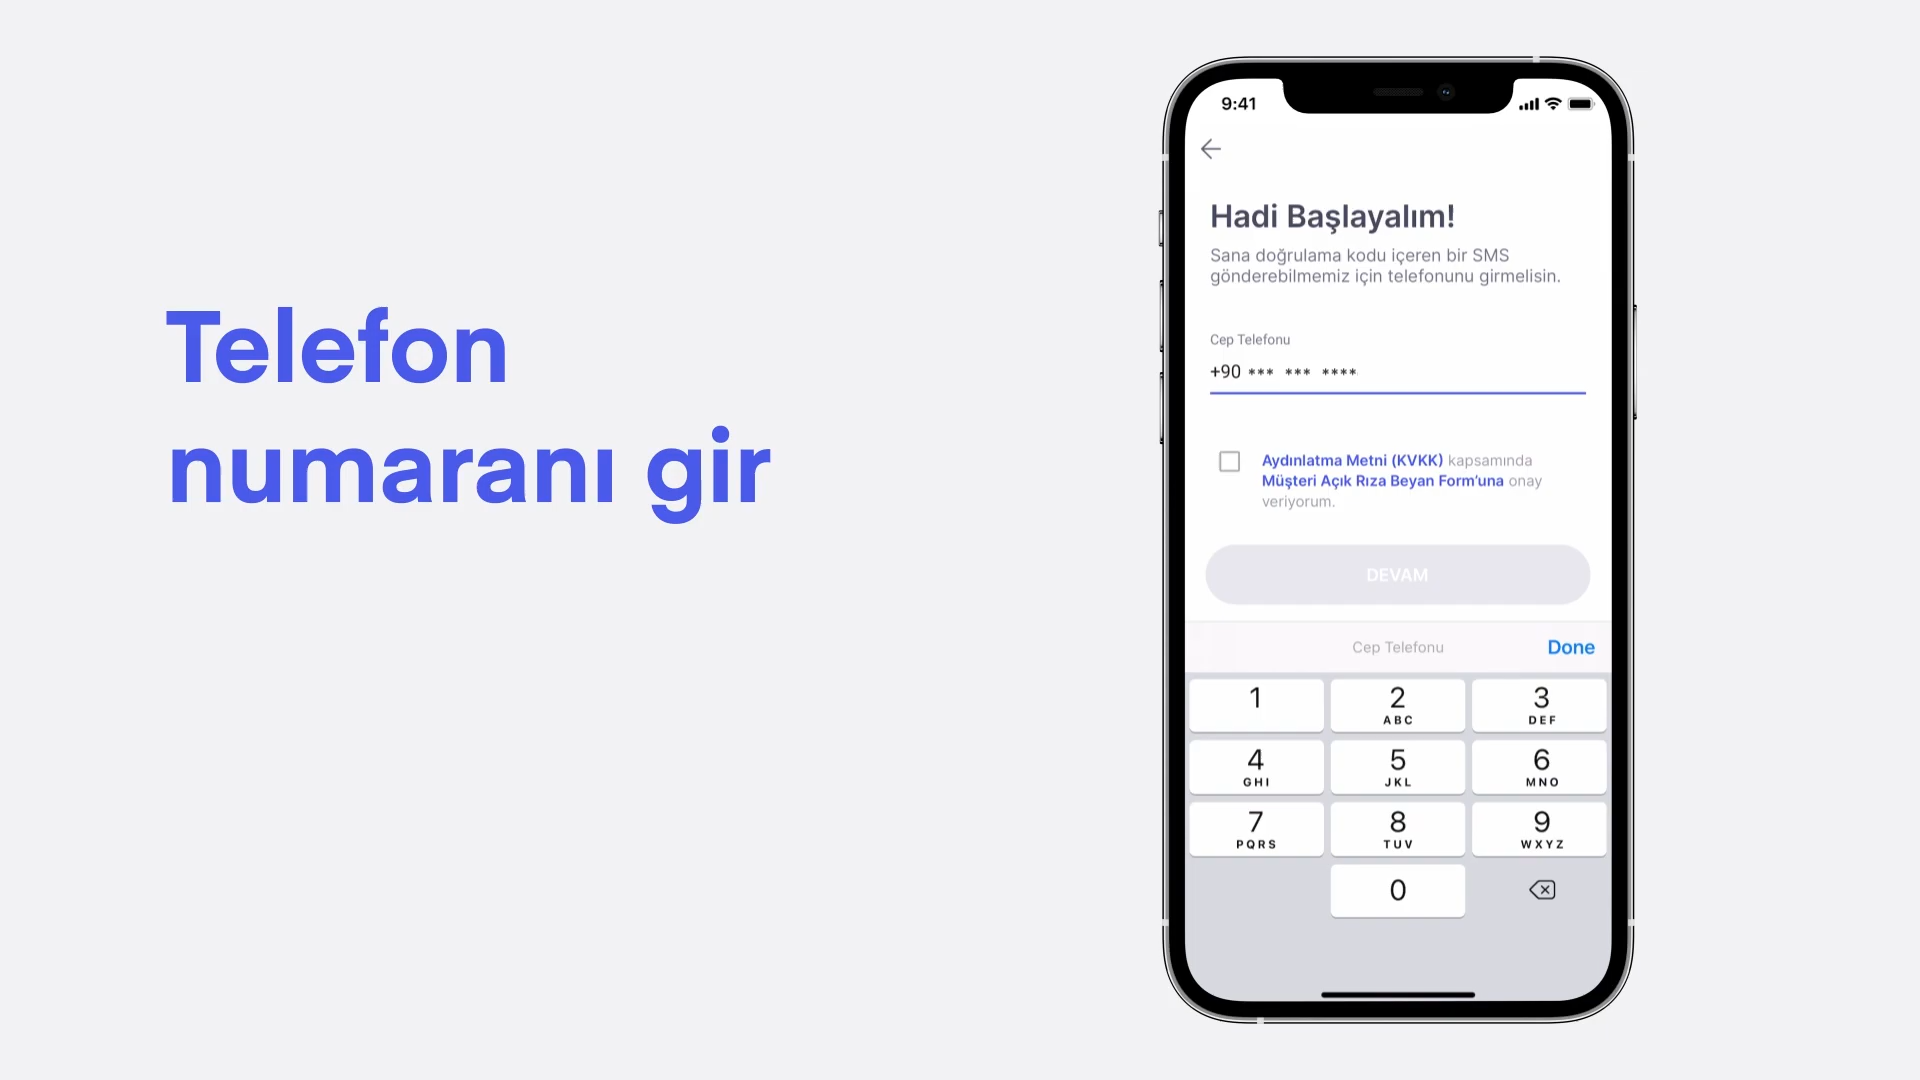 Telefon
numaranı gir
9:41
Hadi Başlayalım!
Sana doğrulama kodu içeren bir SMS
gönderebilmemiz için telefonunu girmelisin.
Cep Telefonu
+90 *** *** ****
Aydınlatma Metni (KVKK) kapsamında
Müşteri Açık Rıza Beyan Form'una onay
veriyorum.
DEVAM
Cep Telefonu Done
1 2 3
ABC DEF
4 5 6
GHI JKL MNO
7 8 9
PQRS TUV WXYZ
0